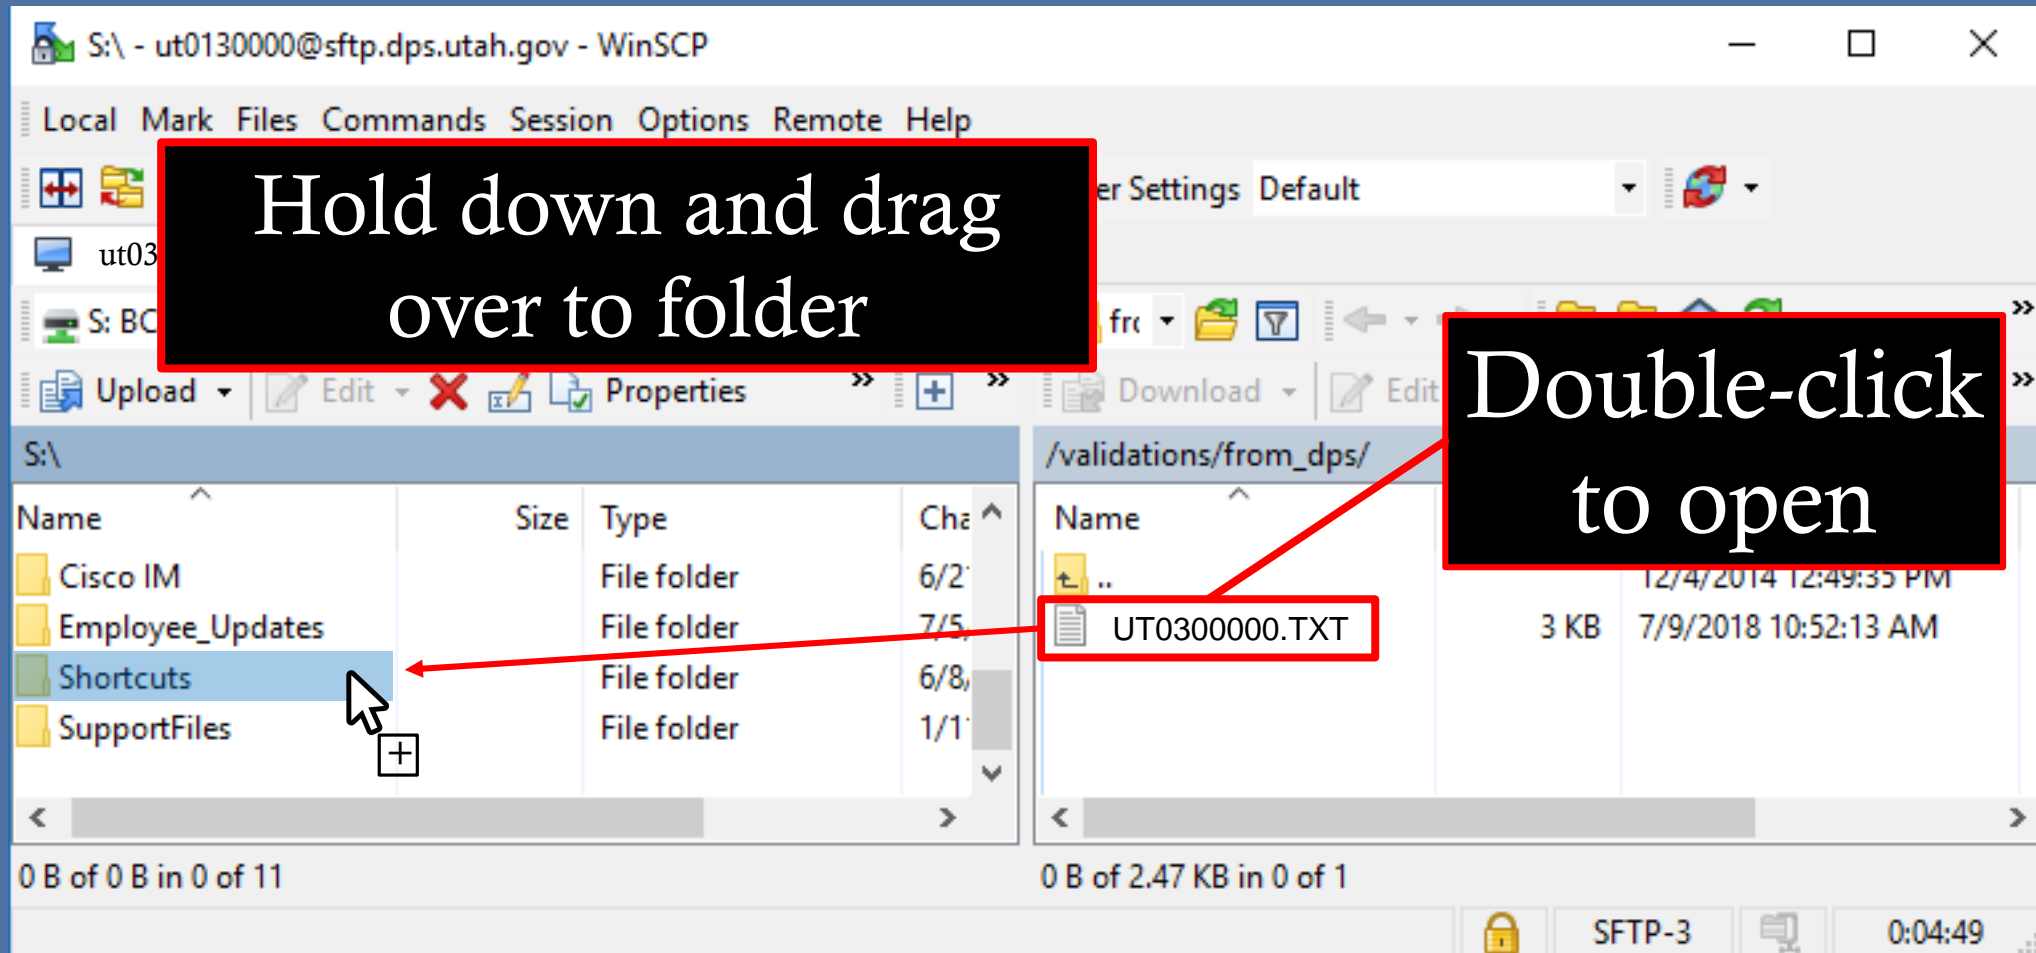 S:\ - ut0130000@sftp.dps.utah.gov - WinSCP
Local Mark Files Commands Session Options Remote Help
Hold down and drag
over to folder
er Settings Default
ut03
S: BC
frc
Upload Edit Properties
Download Edit
Double-click
to open
S:\
/validations/from_dps/
Name Size Type Cha
Name
Cisco IM File folder 6/2
.. 12/4/2014 12:49:35 PM
Employee_Updates File folder 7/5,
UT0300000.TXT 3 KB 7/9/2018 10:52:13 AM
Shortcuts File folder 6/8,
SupportFiles File folder 1/1
0 B of 0 B in 0 of 11
0 B of 2.47 KB in 0 of 1
SFTP-3 0:04:49